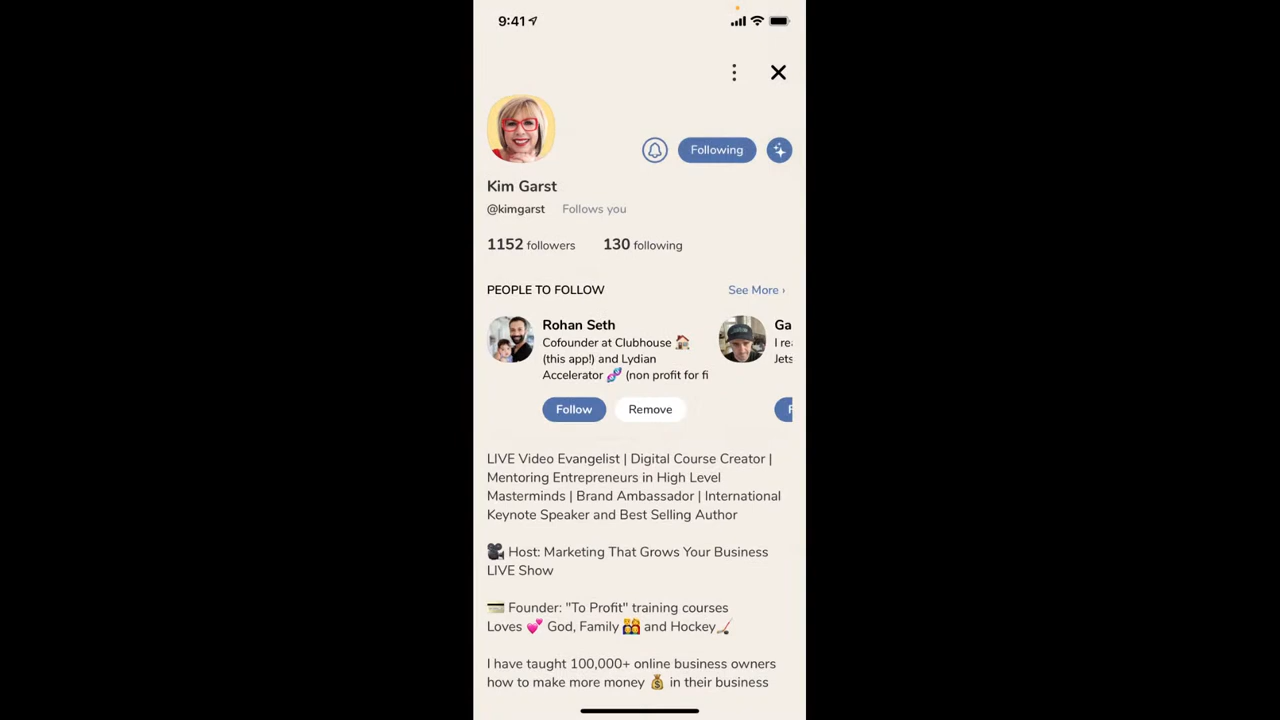 9:41
Following
Kim Garst
@kimgarst Follows you
1152 followers 130 following
PEOPLE TO FOLLOW See More ›
Rohan Seth
Cofounder at Clubhouse 🏠
(this app!) and Lydian
Accelerator 🧬 (non profit for fi
Follow Remove
Ga
I rea
Jets
F
LIVE Video Evangelist | Digital Course Creator |
Mentoring Entrepreneurs in High Level
Masterminds | Brand Ambassador | International
Keynote Speaker and Best Selling Author
🎥 Host: Marketing That Grows Your Business
LIVE Show
💳 Founder: "To Profit" training courses
Loves 💕 God, Family 👨‍👩‍👧‍👦 and Hockey🏒
I have taught 100,000+ online business owners
how to make more money 💰 in their business